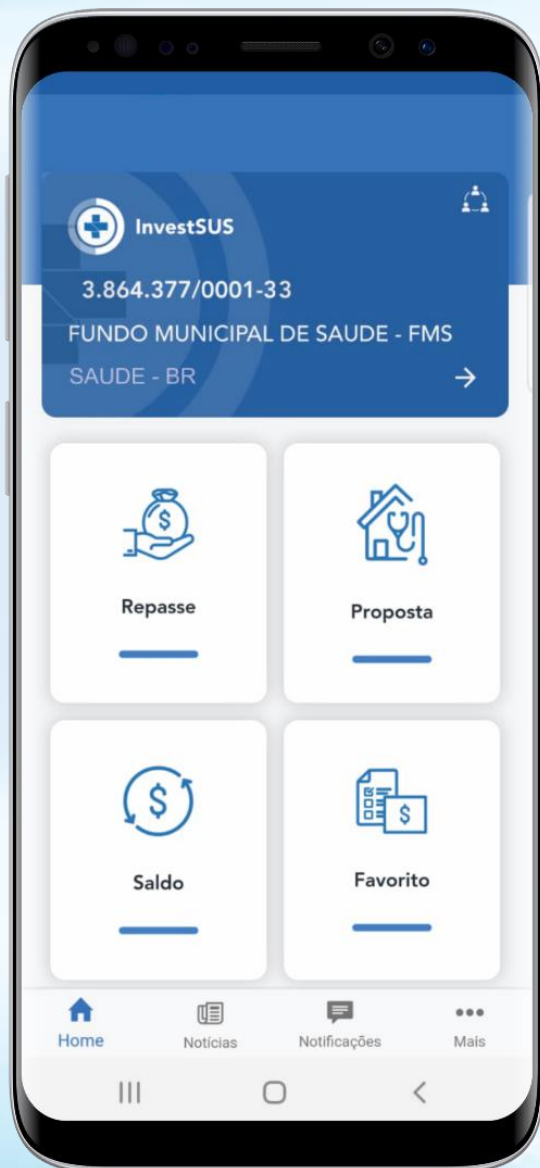 InvestSUS
3.864.377/0001-33
FUNDO MUNICIPAL DE SAUDE - FMS
SAUDE - BR
Repasse
Proposta
Saldo
Favorito
Home
Notícias
Notificações
Mais